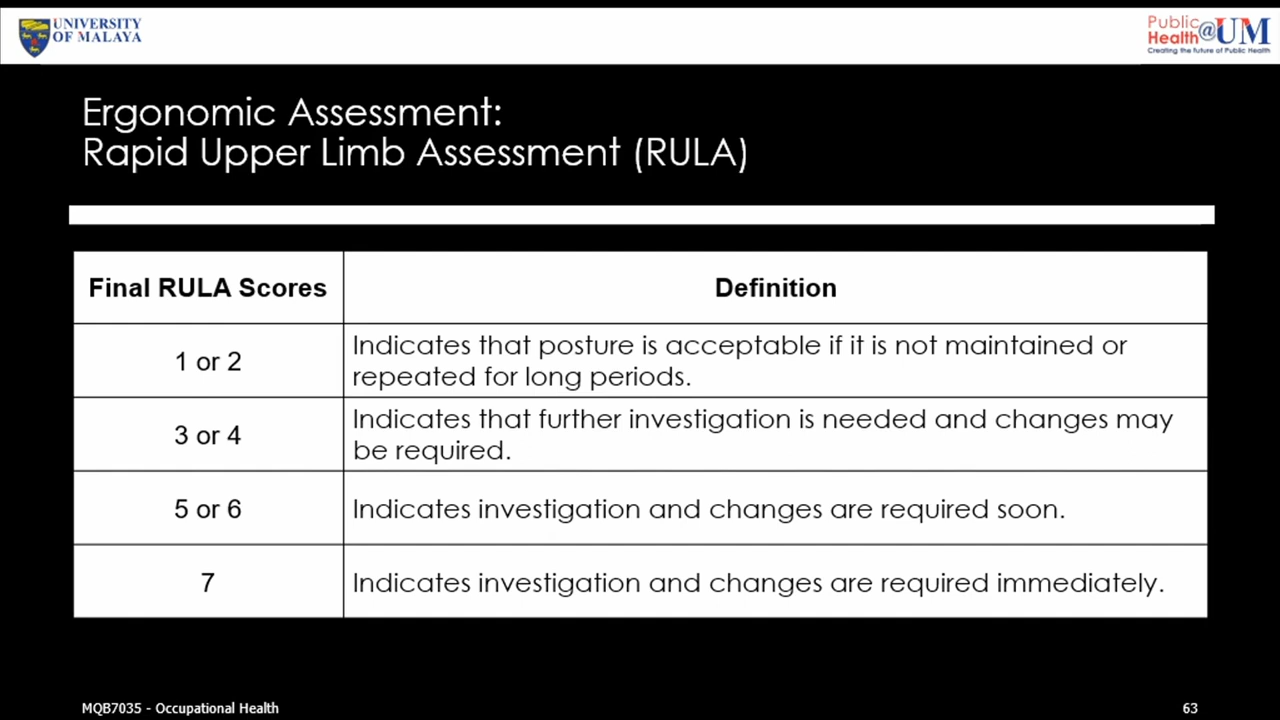 UNIVERSITY
OF MALAYA
Public
Health@UM
Creating the future of Public Health
Ergonomic Assessment:
Rapid Upper Limb Assessment (RULA)
Final RULA Scores
Definition
1 or 2
Indicates that posture is acceptable if it is not maintained or
repeated for long periods.
3 or 4
Indicates that further investigation is needed and changes may
be required.
5 or 6
Indicates investigation and changes are required soon.
7
Indicates investigation and changes are required immediately.
MQB7035 - Occupational Health
63